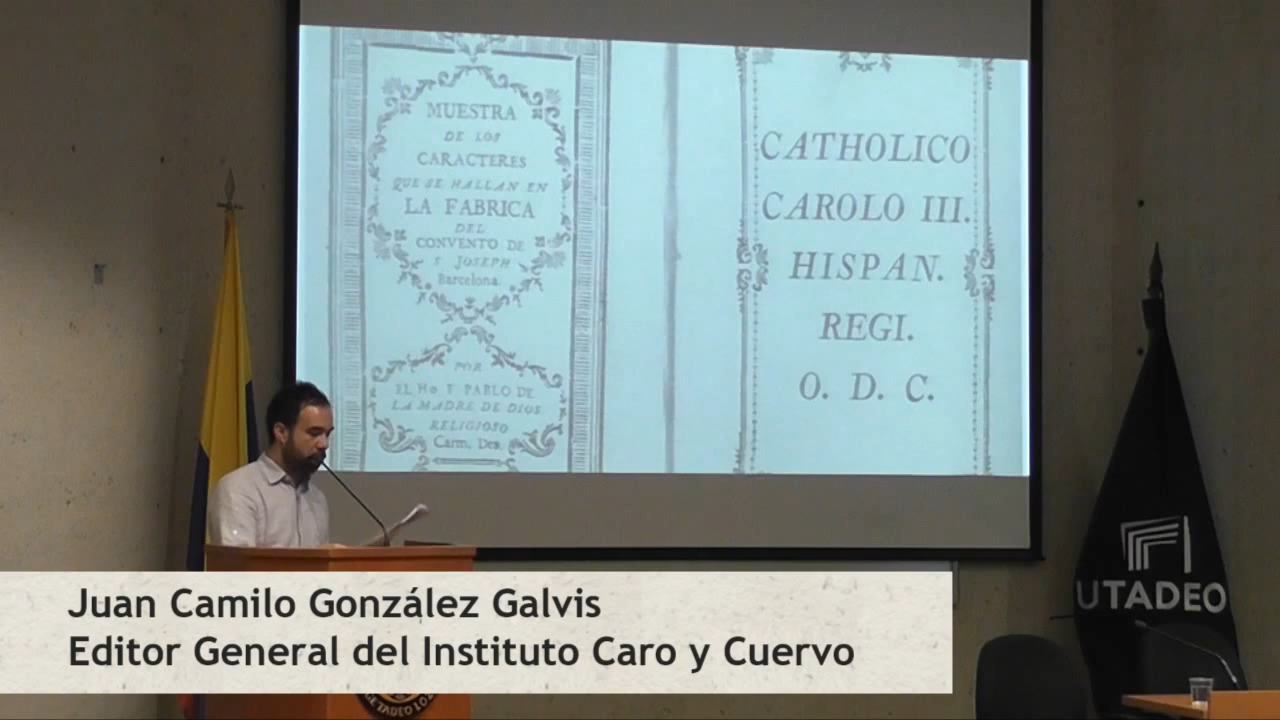 MUESTRA
DE LOS
CARACTERES
QUE SE HALLAN EN
LA FABRICA
DEL
CONVENTO DE
S. JOSEPH
Barcelona.
POR
EL Ho. F. PABLO DE
LA MADRE DE DIOS
RELIGIOSO
Carm. Des.
CATHOLICO
CAROLO III.
HISPAN.
REGI.
O. D. C.
UTADEO
Juan Camilo González Galvis
Editor General del Instituto Caro y Cuervo